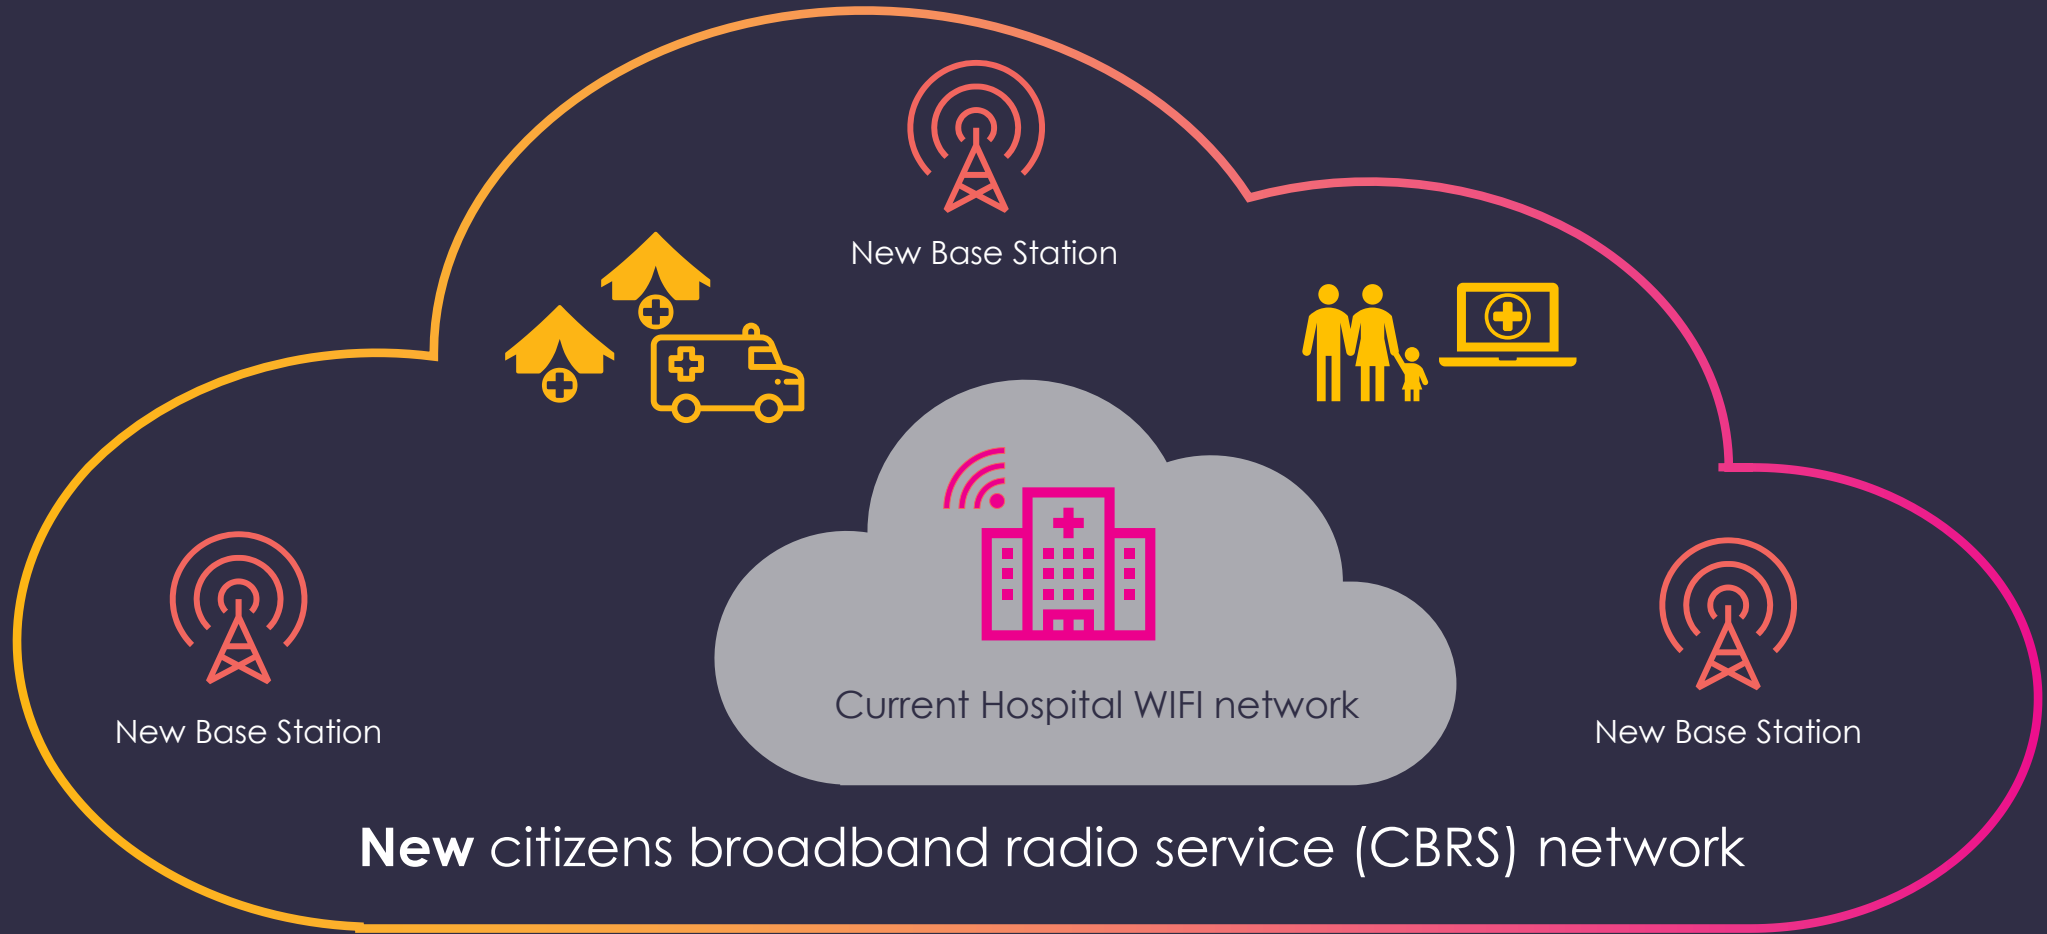 New Base Station
Current Hospital WIFI network
New Base Station
New Base Station
New citizens broadband radio service (CBRS) network